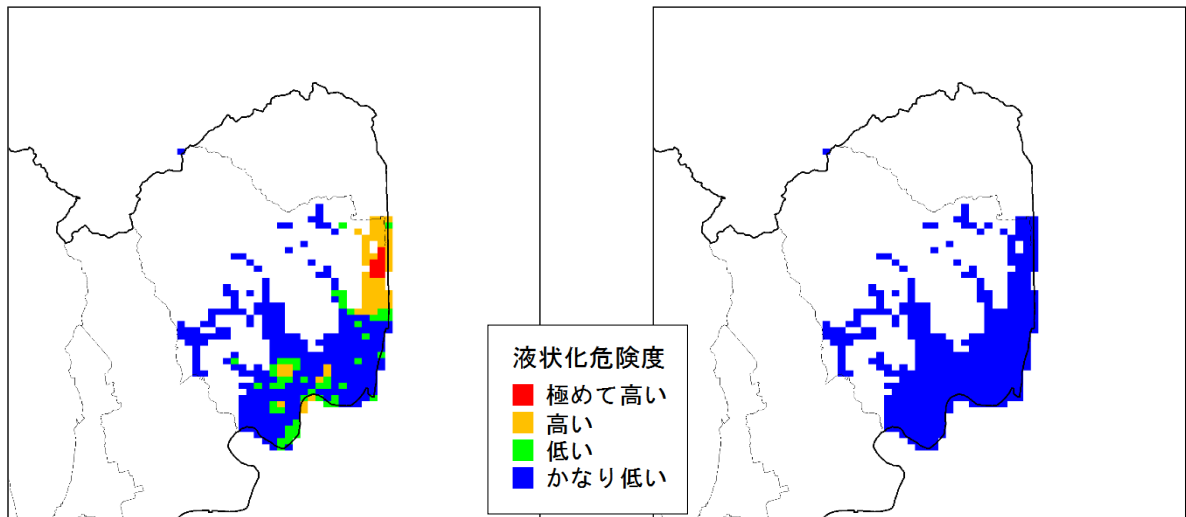 液状化危険度
極めて高い
高い
低い
かなり低い